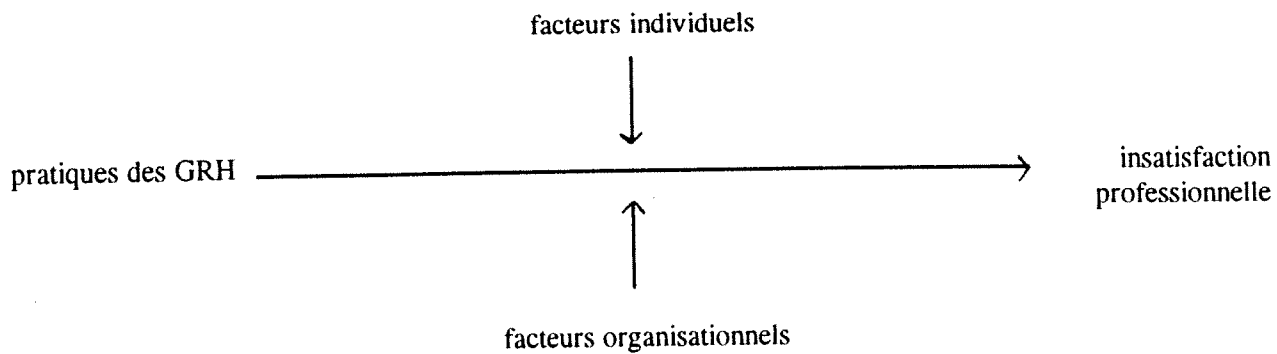 facteurs individuels
pratiques des GRH
insatisfaction
professionnelle
facteurs organisationnels